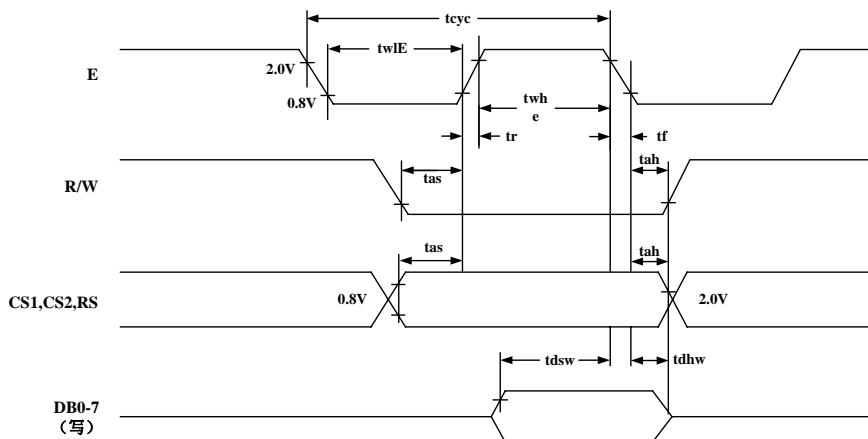 tcyc
twlE
E
2.0V
0.8V
twh
e
tr
tf
tas
tah
R/W
tas
tah
CS1,CS2,RS
0.8V
2.0V
tdsw
tdhw
DB0-7
（写）